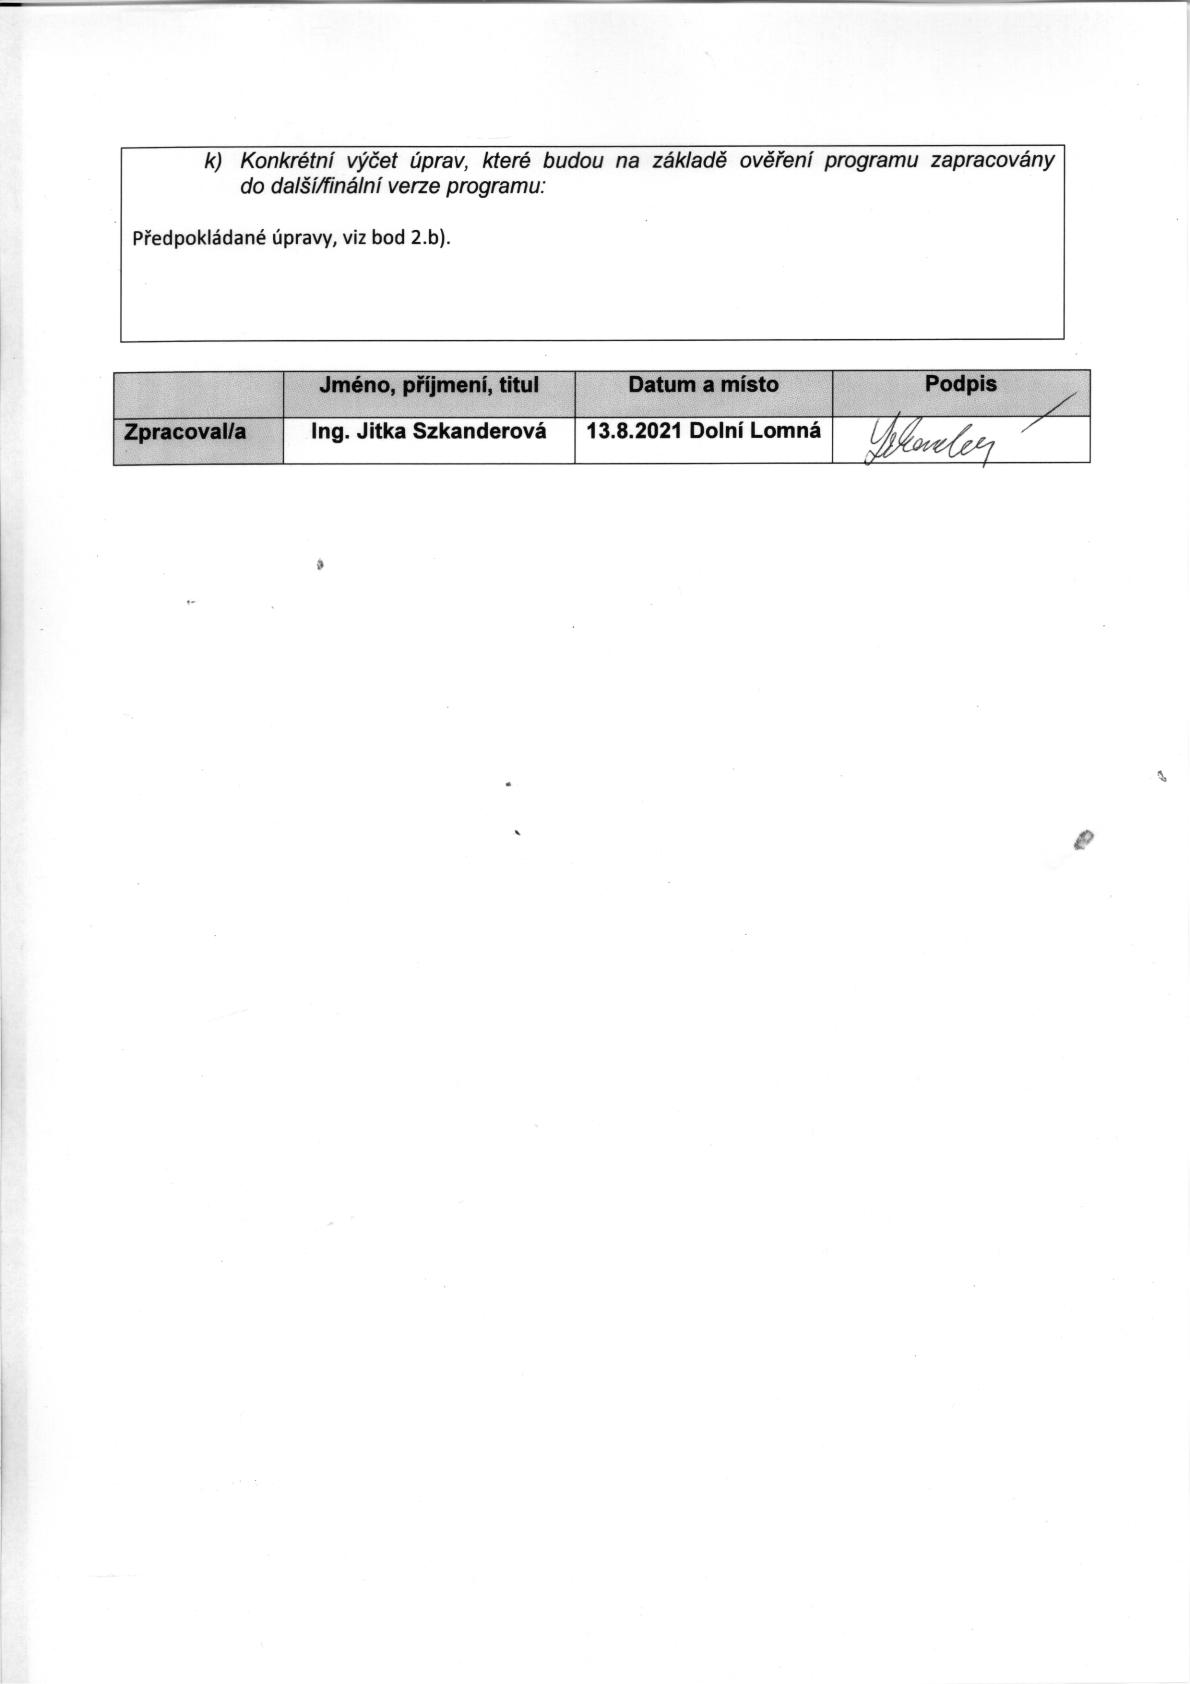 k) Konkrétní výčet úprav, které budou na základě ověření programu zapracovány
do další/finální verze programu:
Předpokládané úpravy, viz bod 2.b).
Jméno, příjmení, titul Datum a místo Podpis
Zpracoval/a Ing. Jitka Szkanderová 13.8.2021 Dolní Lomná